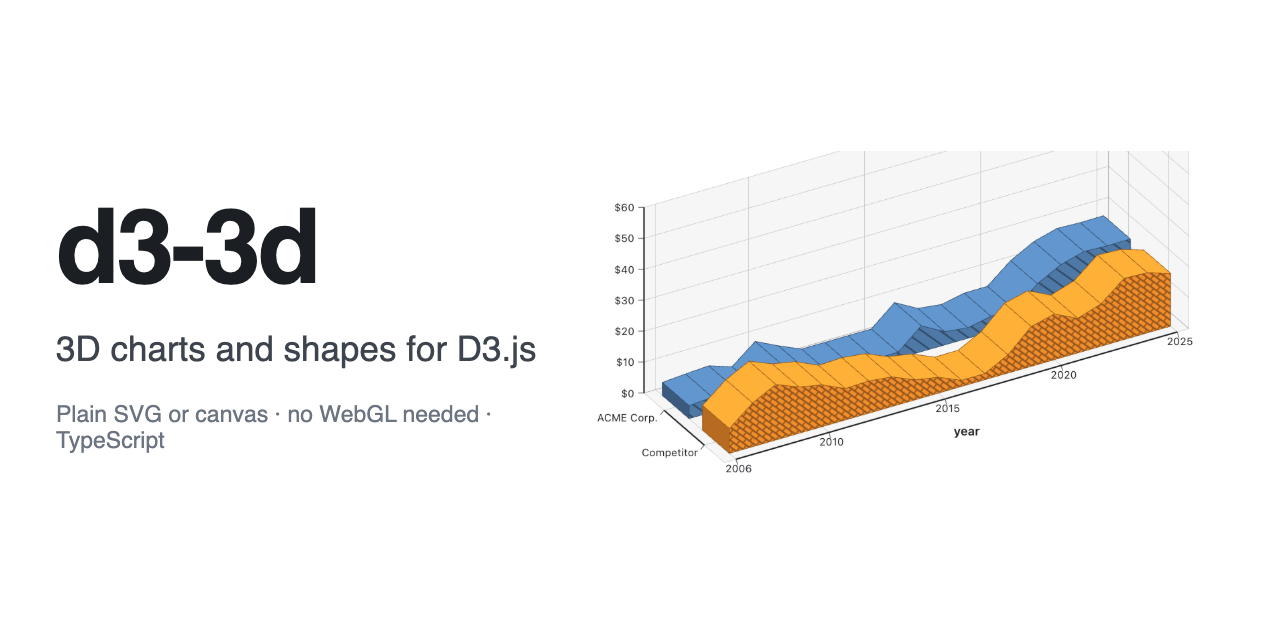 d3-3d
3D charts and shapes for D3.js
Plain SVG or canvas · no WebGL needed ·
TypeScript
$60
$50
$40
$30
$20
$10
$0
ACME Corp.
Competitor
2006
2010
2015
2020
2025
year